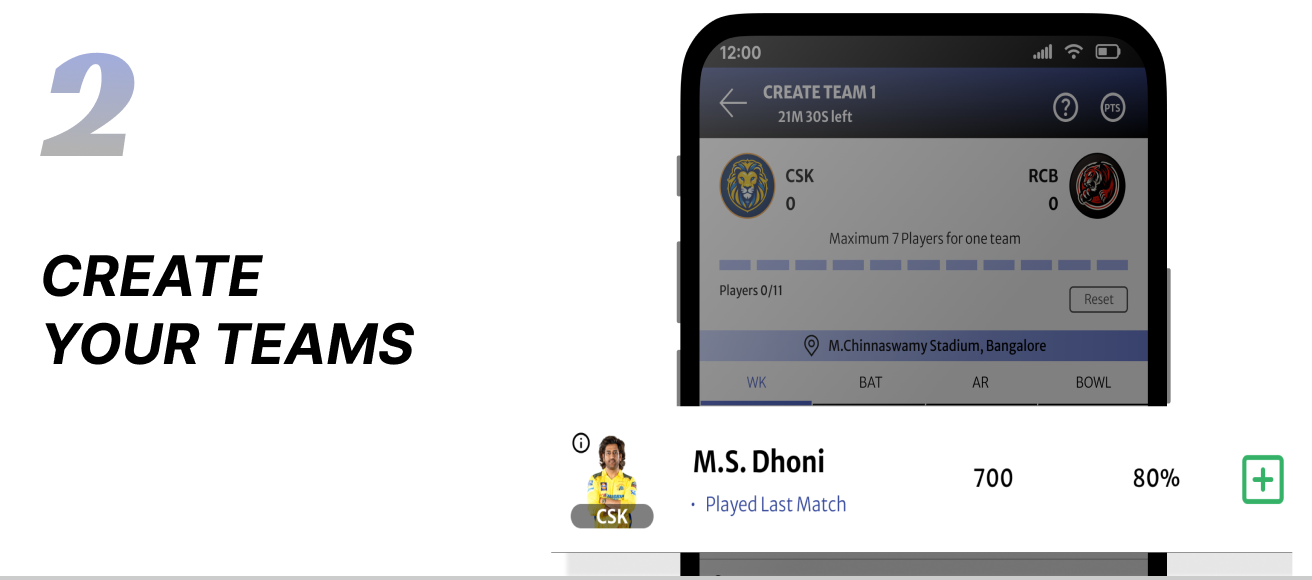 2
CREATE
YOUR TEAMS
12:00
CREATE TEAM 1
21M 30S left
?
PTS
CSK
0
RCB
0
Maximum 7 Players for one team
Players 0/11
Reset
M.Chinnaswamy Stadium, Bangalore
WK BAT AR BOWL
M.S. Dhoni
• Played Last Match
700
80%
CSK